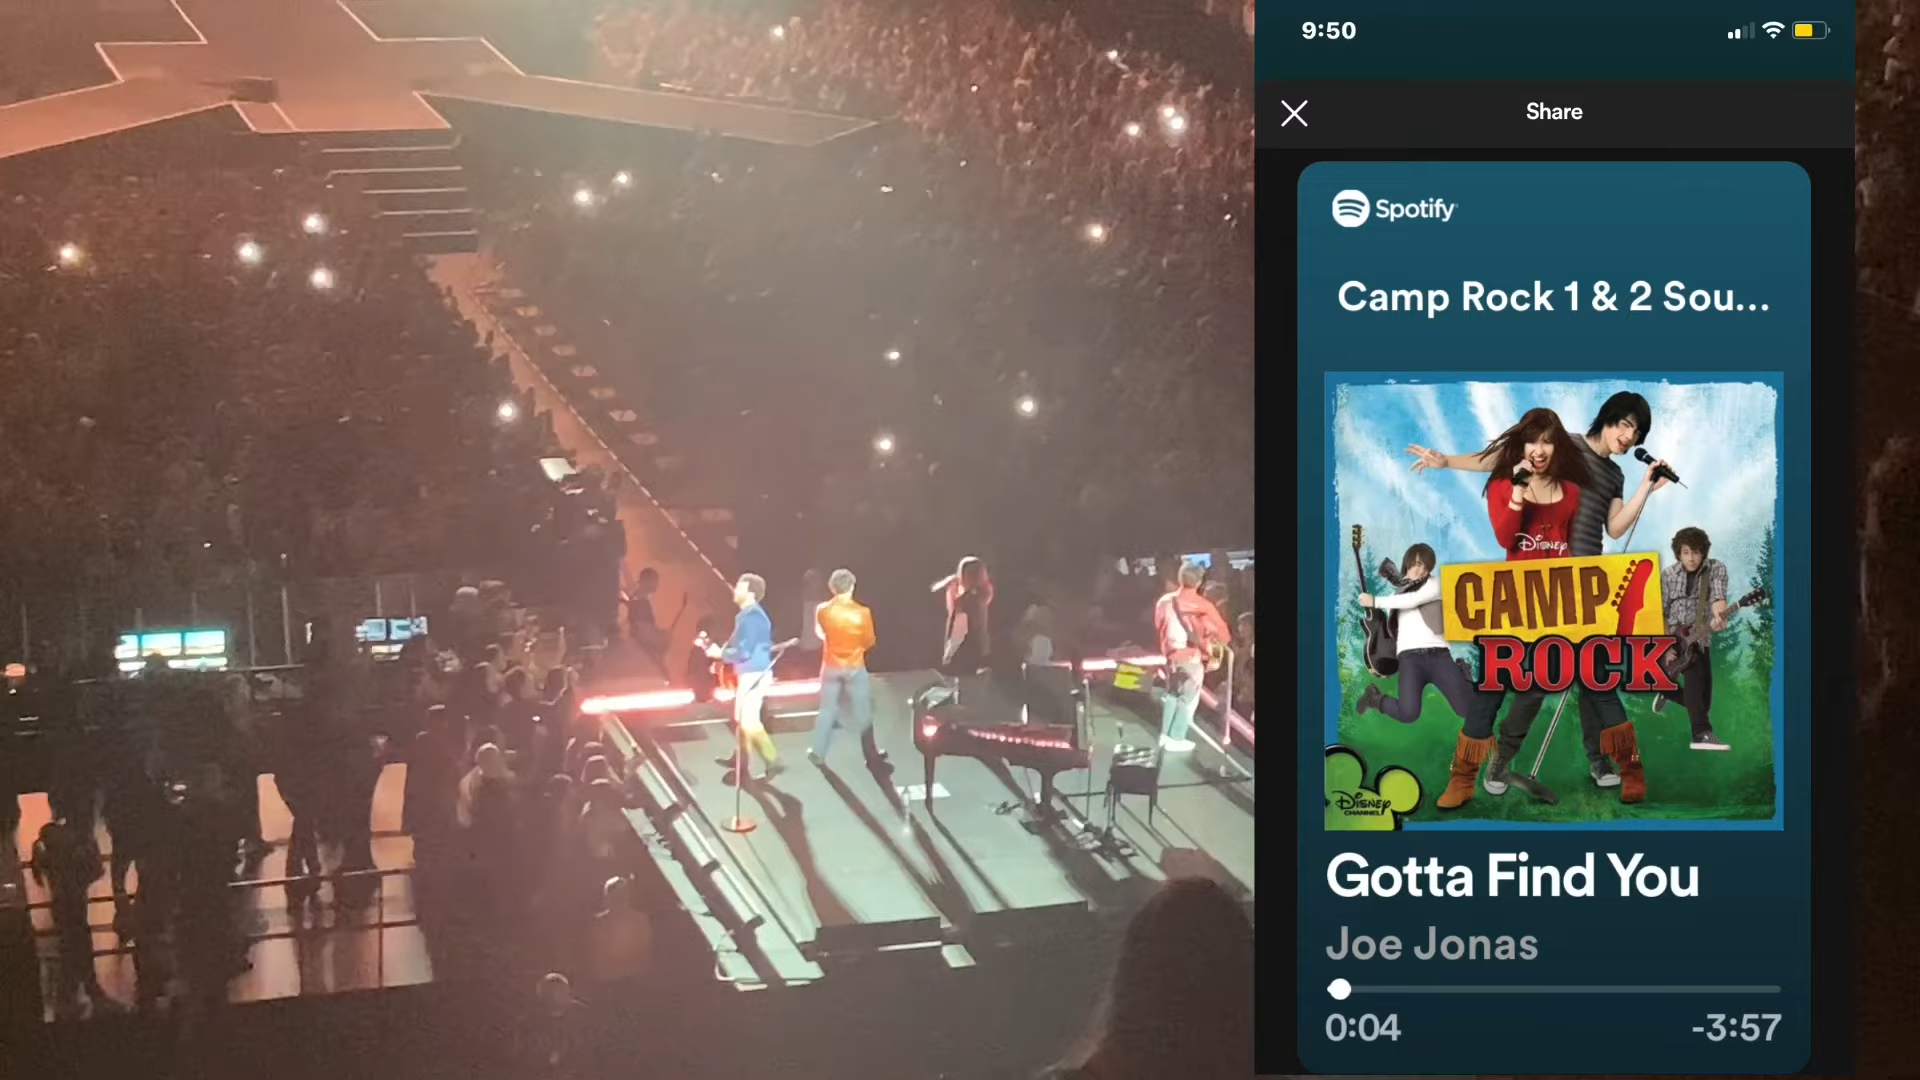 9:50
Share
Spotify
Camp Rock 1 & 2 Sou...
Disney
CAMP
ROCK
Disney
CHANNEL
Gotta Find You
Joe Jonas
0:04
-3:57